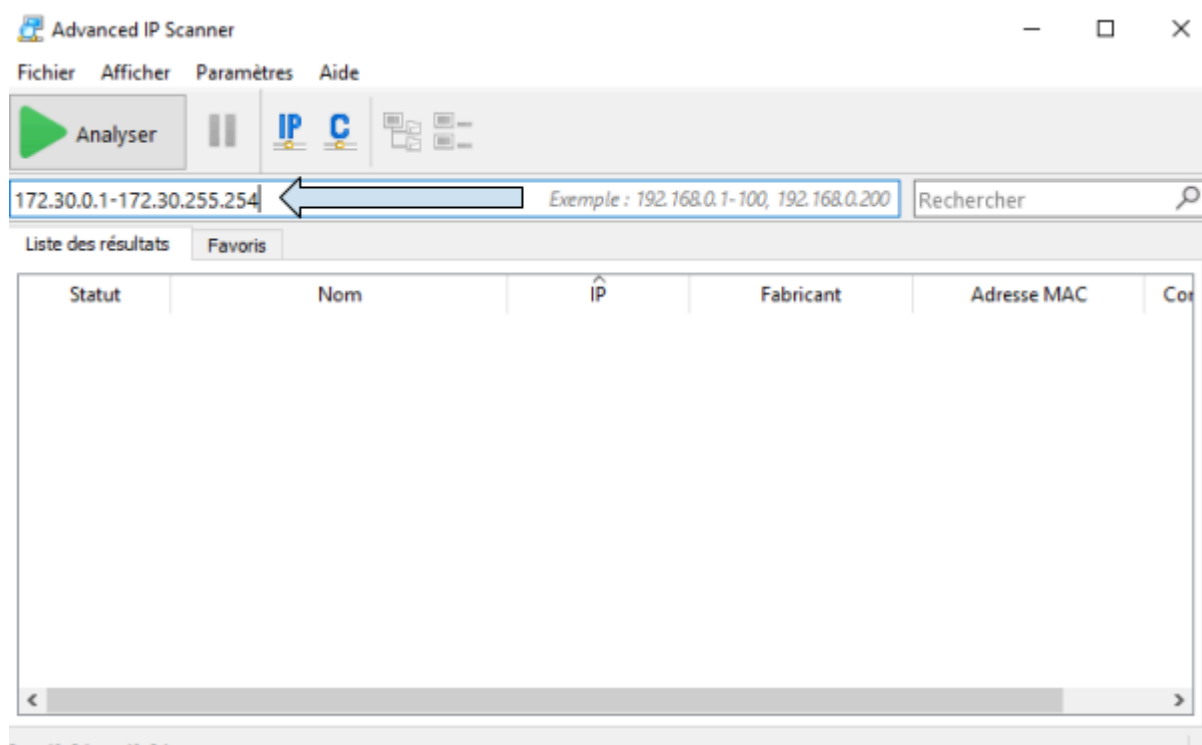 Advanced IP Scanner
Fichier Afficher Paramètres Aide
Analyser IP C
172.30.0.1-172.30.255.254 Exemple : 192.168.0.1-100, 192.168.0.200 Rechercher
Liste des résultats Favoris
Statut Nom IP Fabricant Adresse MAC